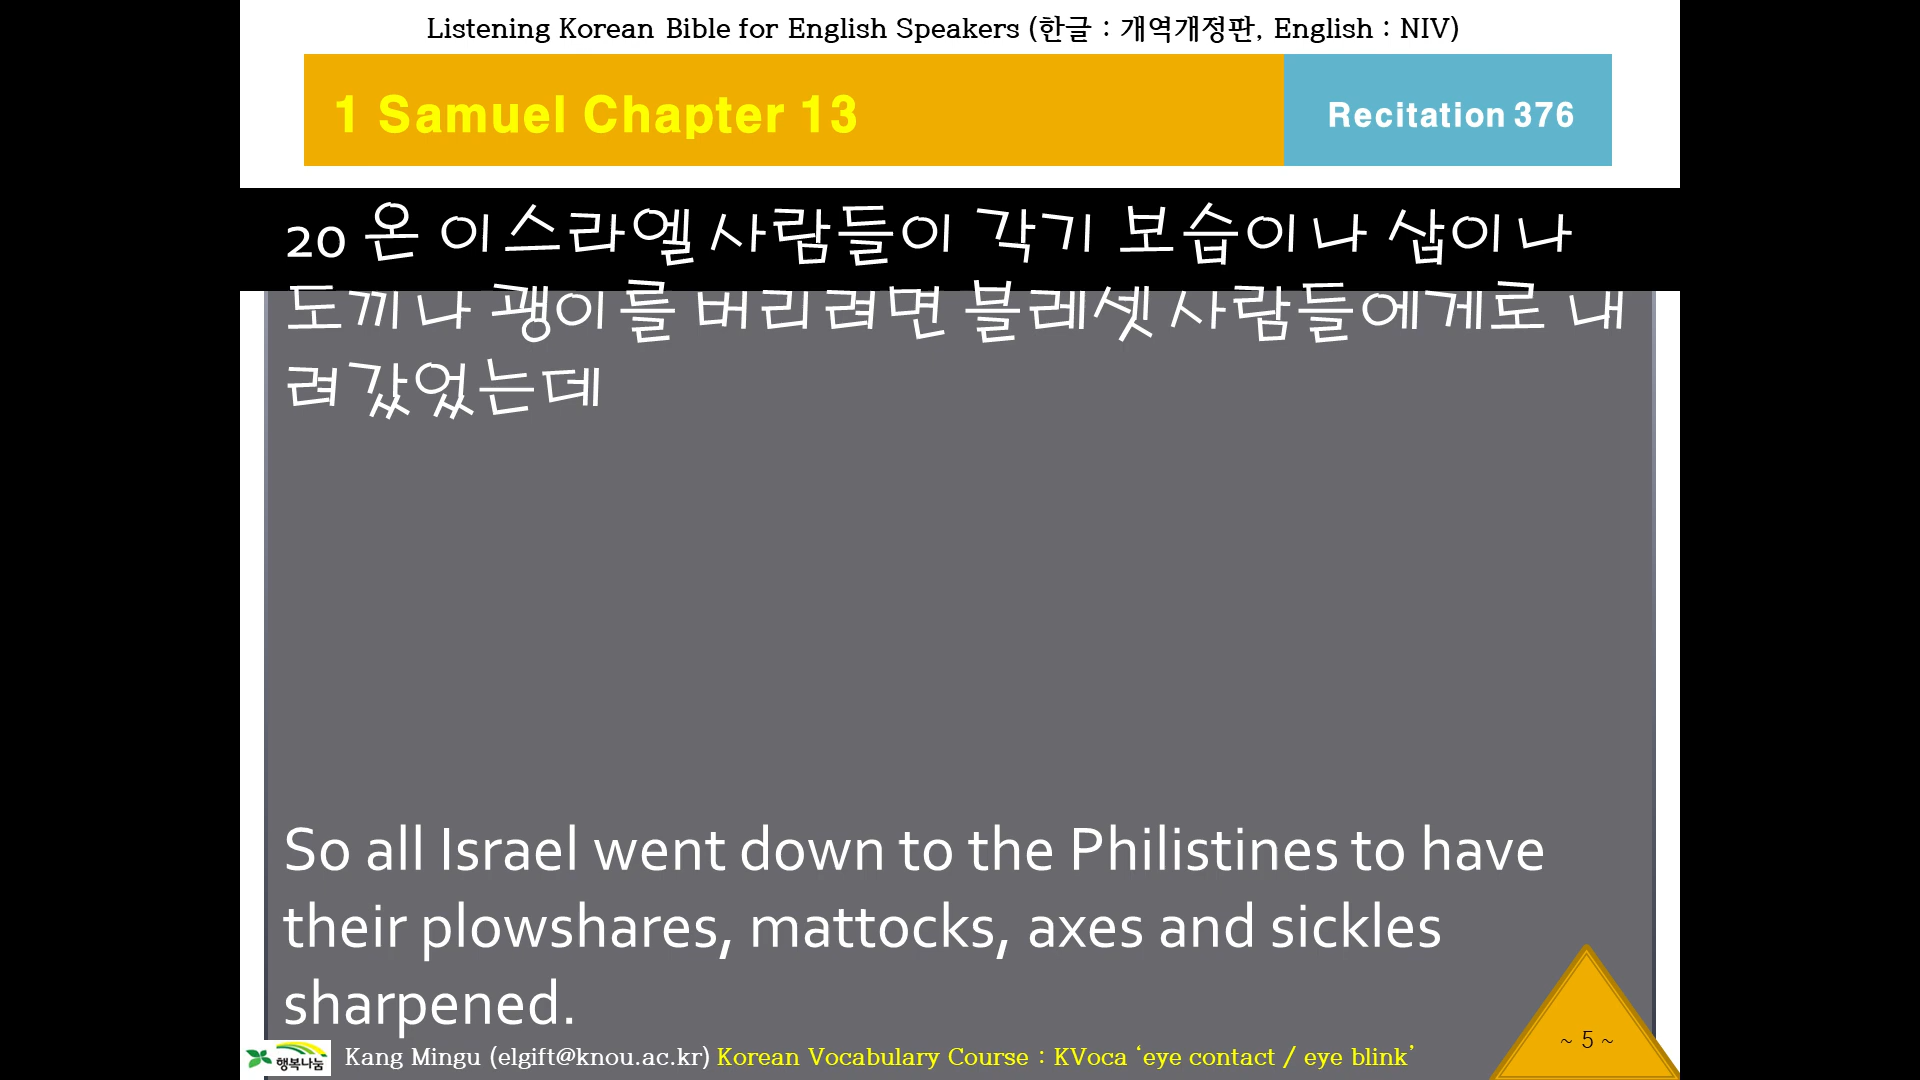 Listening Korean Bible for English Speakers (한글 : 개역개정판, English : NIV)
1 Samuel Chapter 13
Recitation 376
20 온 이스라엘 사람들이 각기 보습이나 삽이나
도끼나 괭이를 버리려면 블레셋 사람들에게로 내
려갔었는데
So all Israel went down to the Philistines to have
their plowshares, mattocks, axes and sickles
sharpened.
~ 5 ~
행복나눔
Kang Mingu (elgift@knou.ac.kr) Korean Vocabulary Course : KVoca ‘eye contact / eye blink’